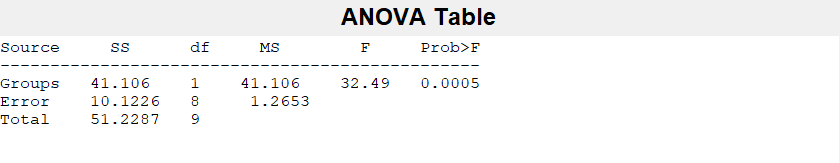 ANOVA Table
Source SS df MS F Prob>F
------------------------------------------------
Groups 41.106 1 41.106 32.49 0.0005
Error 10.1226 8 1.2653
Total 51.2287 9